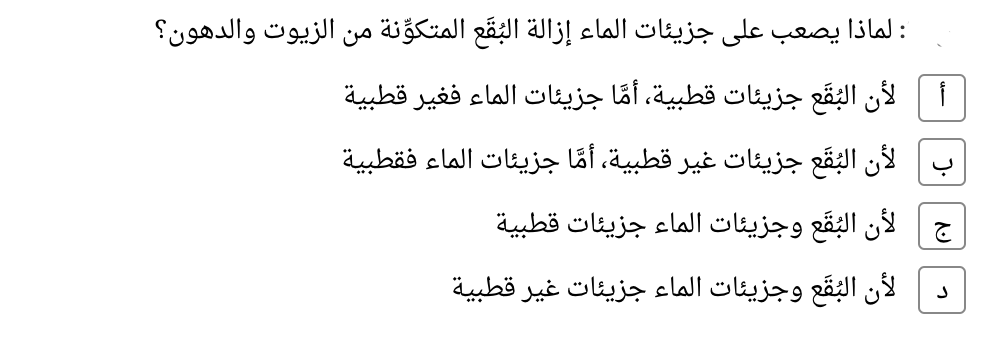 : لماذا يصعب على جزيئات الماء إزالة البُقَع المتكوِّنة من الزيوت والدهون؟
أ لأن البُقَع جزيئات قطبية، أمَّا جزيئات الماء فغير قطبية
ب لأن البُقَع جزيئات غير قطبية، أمَّا جزيئات الماء فقطبية
ج لأن البُقَع وجزيئات الماء جزيئات قطبية
د لأن البُقَع وجزيئات الماء جزيئات غير قطبية